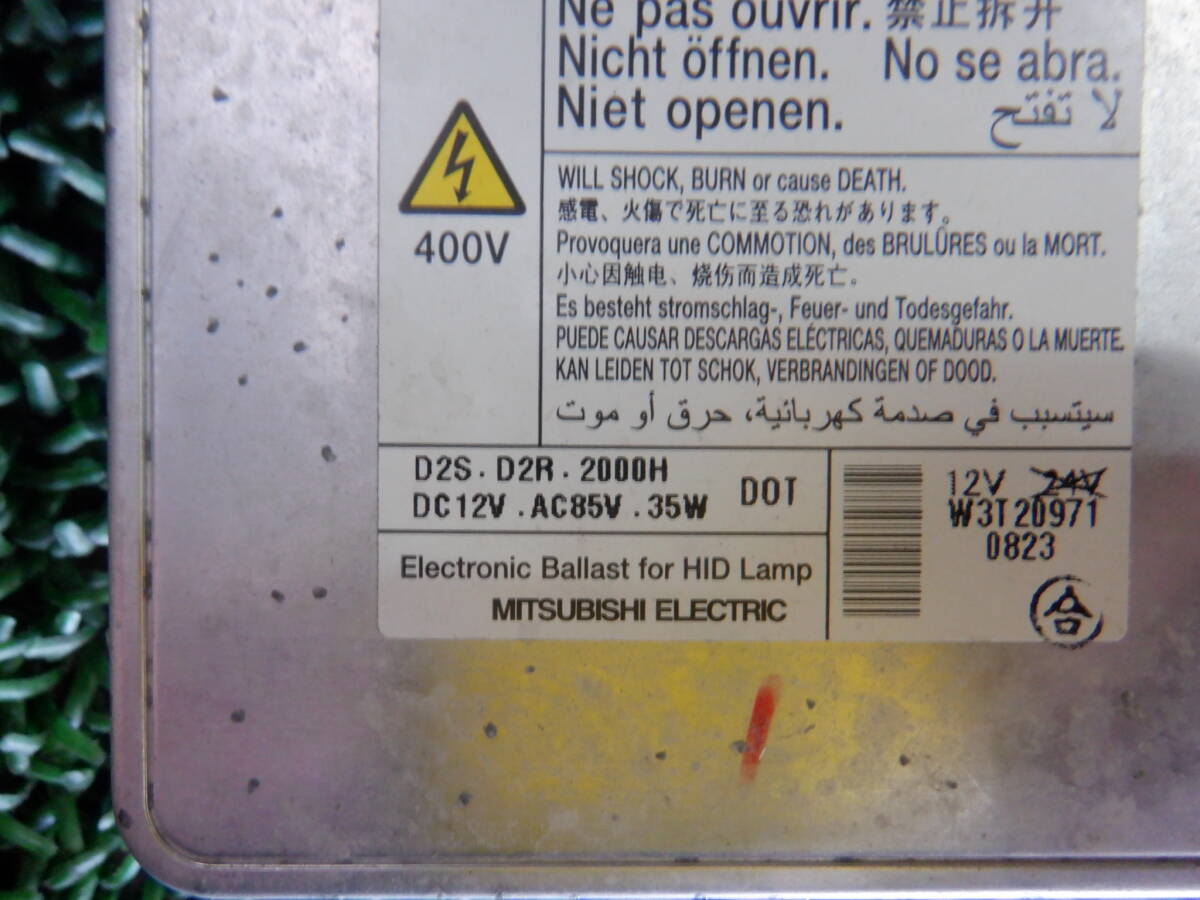 Ne pas ouvrir. 禁止拆开
Nicht öffnen. No se abra.
Niet openen. لا تفتح
400V
WILL SHOCK, BURN or cause DEATH.
感電、火傷で死亡に至る恐れがあります。
Provoquera une COMMOTION, des BRULÛRES ou la MORT.
小心因触电、烧伤而造成死亡。
Es besteht stromschlag-, Feuer- und Todesgefahr.
PUEDE CAUSAR DESCARGAS ELÉCTRICAS, QUEMADURAS O LA MUERTE.
KAN LEIDEN TOT SCHOK, VERBRANDINGEN OF DOOD.
سيتسبب في صدمة كهربائية، حرق أو موت
D2S . D2R . 2000H
DC12V . AC85V . 35W
DOT
Electronic Ballast for HID Lamp
MITSUBISHI ELECTRIC
12V 24V
W3T20971
0823
合